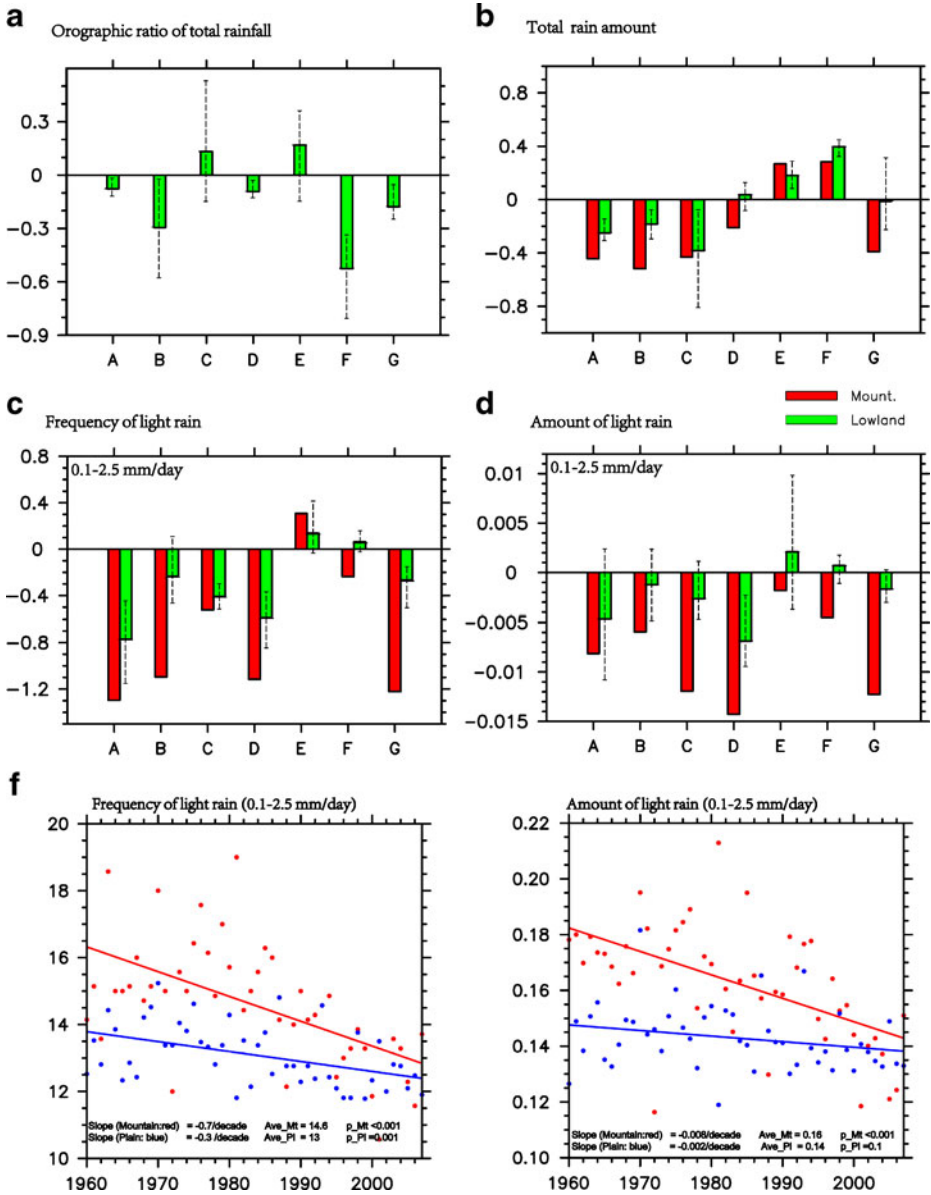 a
Orographic ratio of total rainfall
0.3
0
-0.3
-0.6
-0.9
A B C D E F G
b
Total rain amount
0.8
0.4
0
-0.4
-0.8
A B C D E F G
c
Frequency of light rain
0.1-2.5 mm/day
0.8
0.4
0
-0.4
-0.8
-1.2
A B C D E F G
d
Amount of light rain
Mount.
Lowland
0.1-2.5 mm/day
0.01
0.005
0
-0.005
-0.01
-0.015
A B C D E F G
f
Frequency of light rain (0.1-2.5 mm/day)
20
18
16
14
12
10
Slope (Mountain:red) = -0.7/decade Ave_Mt = 14.6 p_Mt <0.001
Slope (Plain: blue) = -0.3 /decade Ave_Pl = 13 p_Pl =0.001
1960 1970 1980 1990 2000
Amount of light rain (0.1-2.5 mm/day)
0.22
0.20
0.18
0.16
0.14
0.12
0.10
Slope (Mountain:red) = -0.008/decade Ave_Mt = 0.16 p_Mt <0.001
Slope (Plain: blue) = -0.002/decade Ave_Pl = 0.14 p_Pl =0.1
1960 1970 1980 1990 2000